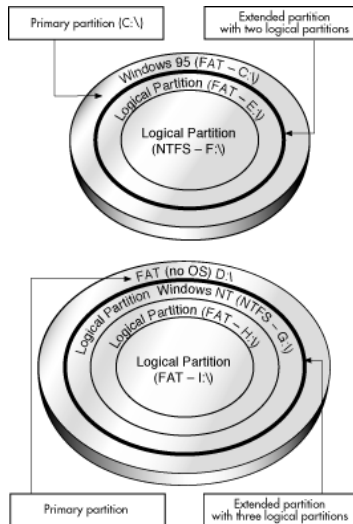 Primary partition (C:\)
Extended partition
with two logical partitions
Windows 95 (FAT – C:\)
Logical Partition (FAT – E:\)
Logical Partition
(NTFS – F:\)
FAT (no OS) D:\
Logical Partition Windows NT (NTFS – G:\)
Logical Partition (FAT – H:\)
Logical Partition
(FAT – I:\)
Primary partition
Extended partition
with three logical partitions